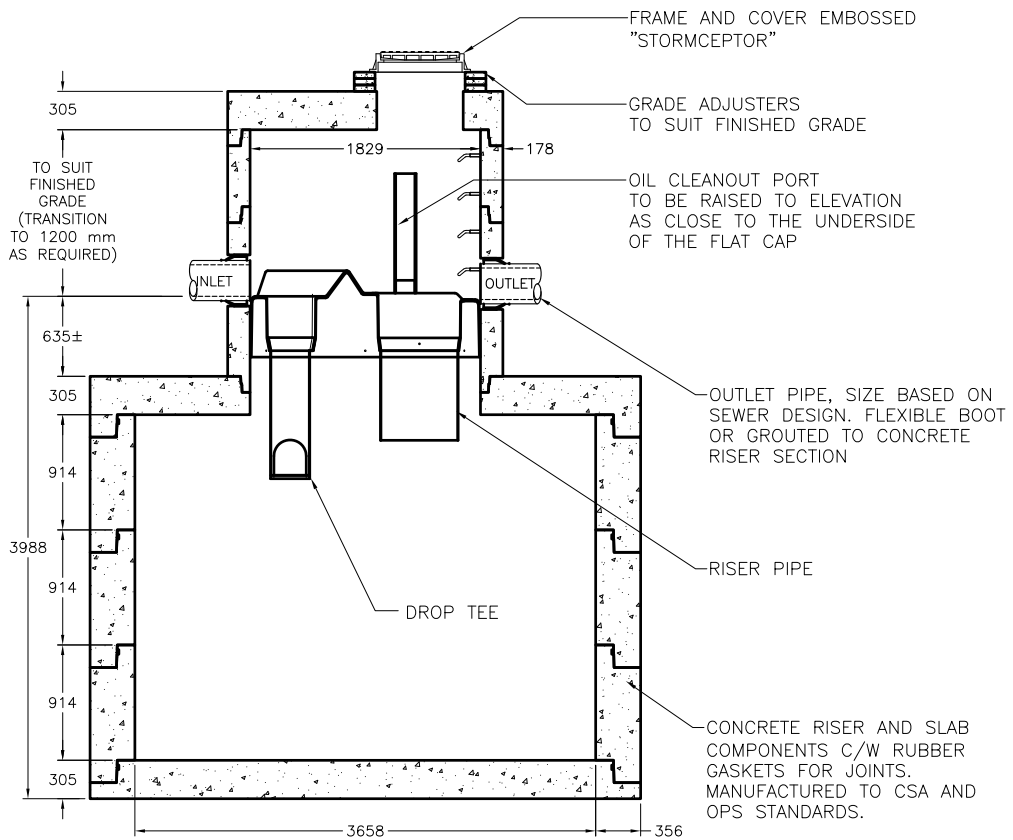 FRAME AND COVER EMBOSSED
"STORMCEPTOR"
305
GRADE ADJUSTERS
TO SUIT FINISHED GRADE
1829
178
TO SUIT
FINISHED
GRADE
(TRANSITION
TO 1200 mm
AS REQUIRED)
OIL CLEANOUT PORT
TO BE RAISED TO ELEVATION
AS CLOSE TO THE UNDERSIDE
OF THE FLAT CAP
INLET
OUTLET
635±
305
OUTLET PIPE, SIZE BASED ON
SEWER DESIGN. FLEXIBLE BOOT
OR GROUTED TO CONCRETE
RISER SECTION
914
3988
914
RISER PIPE
DROP TEE
914
CONCRETE RISER AND SLAB
COMPONENTS C/W RUBBER
GASKETS FOR JOINTS.
MANUFACTURED TO CSA AND
OPS STANDARDS.
305
3658
356